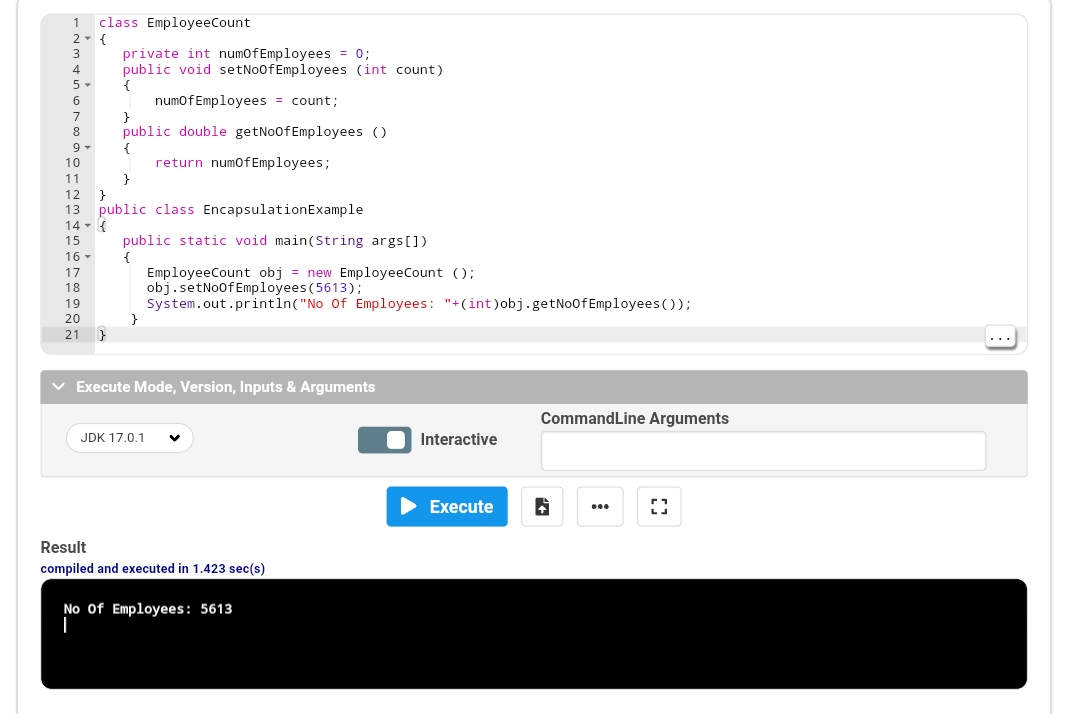 1 class EmployeeCount
2 {
3 private int numOfEmployees = 0;
4 public void setNoOfEmployees (int count)
5 {
6 numOfEmployees = count;
7 }
8 public double getNoOfEmployees ()
9 {
10 return numOfEmployees;
11 }
12 }
13 public class EncapsulationExample
14 {
15 public static void main(String args[])
16 {
17 EmployeeCount obj = new EmployeeCount ();
18 obj.setNoOfEmployees(5613);
19 System.out.println("No Of Employees: "+(int)obj.getNoOfEmployees());
20 }
21 }
...
Execute Mode, Version, Inputs & Arguments
CommandLine Arguments
JDK 17.0.1
Interactive
Execute
Result
compiled and executed in 1.423 sec(s)
No Of Employees: 5613